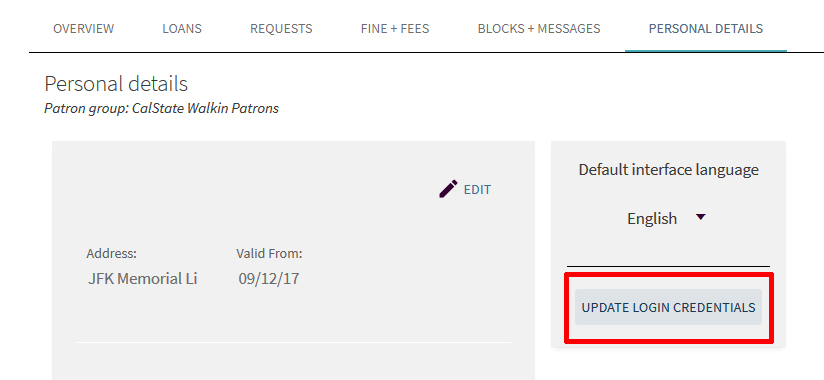 OVERVIEW LOANS REQUESTS FINE + FEES BLOCKS + MESSAGES PERSONAL DETAILS
Personal details
Patron group: CalState Walkin Patrons
EDIT
Address: Valid From:
JFK Memorial Li 09/12/17
Default interface language
English
UPDATE LOGIN CREDENTIALS